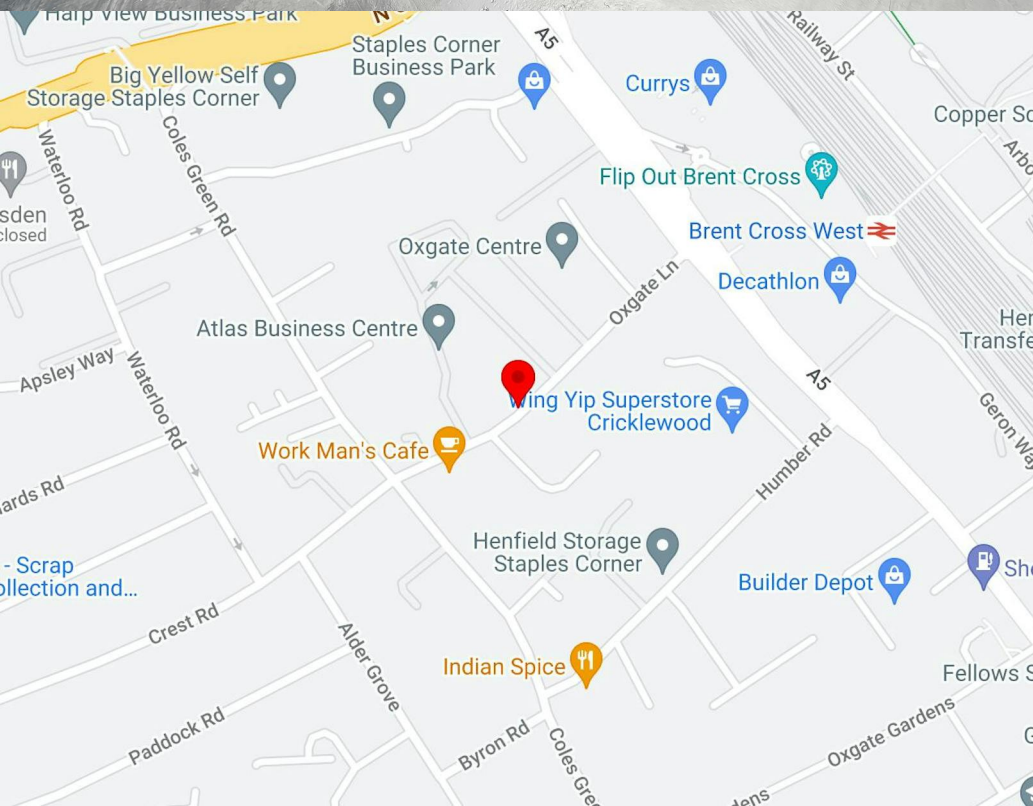 Harp View Business Park
N
A5
Staples Corner
Business Park
Big Yellow Self
Storage Staples Corner
Currys
Railway St
Copper
Waterloo Rd
Coles Green Rd
Flip Out Brent Cross
sden
closed
Brent Cross West
Oxgate Centre
Decathlon
Oxgate Ln
Atlas Business Centre
Apsley Way
Waterloo Rd
A5
Wing Yip Superstore
Cricklewood
Work Man's Cafe
Humber Rd
Geron Way
ards Rd
Henfield Storage
Staples Corner
- Scrap
ollection and...
Builder Depot
She
Crest Rd
Alder Grove
Indian Spice
Fellows S
Paddock Rd
Byron Rd
Coles Gre
Oxgate Gardens
dens